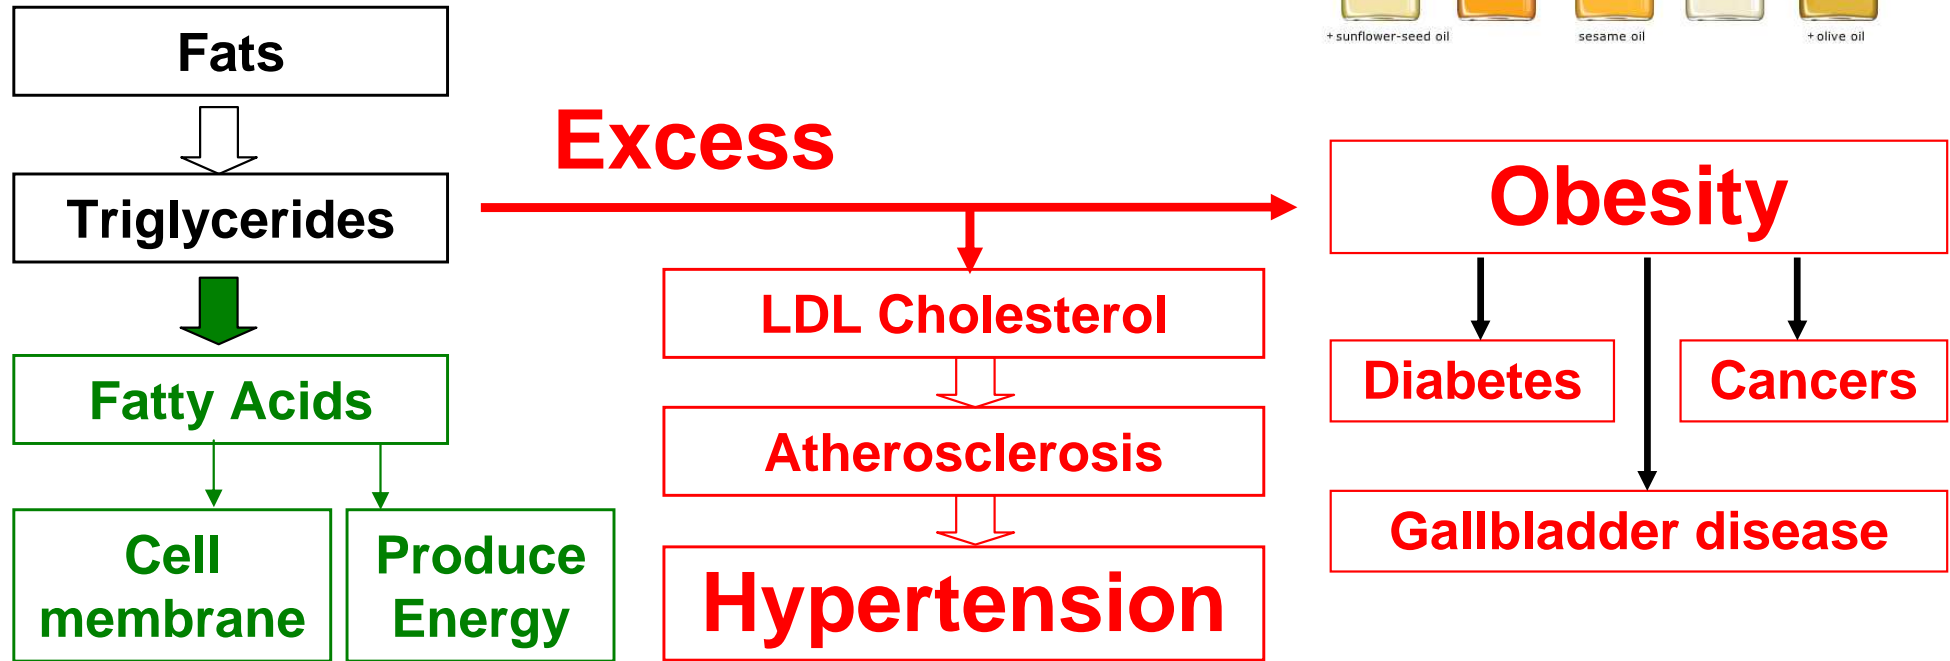 + sunflower-seed oil
sesame oil
+ olive oil
Fats
Excess
Triglycerides
Obesity
LDL Cholesterol
Fatty Acids
Diabetes
Cancers
Atherosclerosis
Cell
membrane
Produce
Energy
Gallbladder disease
Hypertension